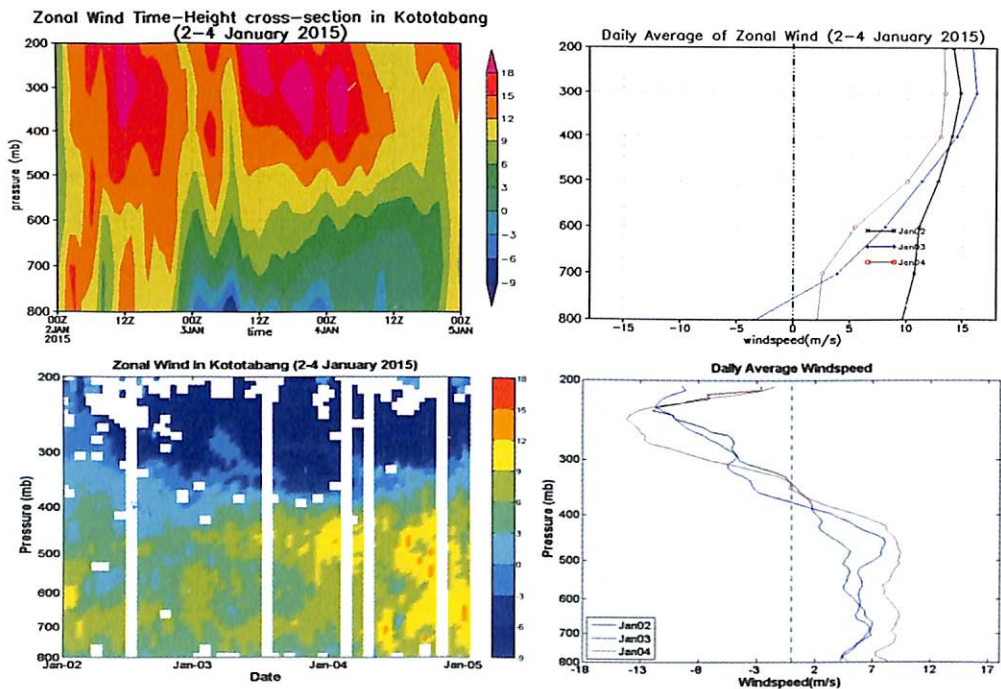 Zonal Wind Time-Height cross-section in Kototabang
(2-4 January 2015)
200
300
400
500
600
700
800
pressure (mb)
00Z
2JAN
2015
12Z
00Z
3JAN
12Z
00Z
4JAN
12Z
00Z
5JAN
time
18
15
12
9
6
3
0
-3
-6
-9
Daily Average of Zonal Wind (2-4 January 2015)
200
300
400
500
600
700
800
Jan02
Jan03
Jan04
-15
-10
-5
0
5
10
15
windspeed(m/s)
Zonal Wind in Kototabang (2-4 January 2015)
200
300
400
500
600
700
800
Pressure (mb)
Jan-02
Jan-03
Jan-04
Jan-05
Date
18
15
12
9
6
3
0
3
6
9
Daily Average Windspeed
200
300
400
500
600
700
800
Pressure (mb)
Jan02
Jan03
Jan04
-18
-13
-8
-3
2
7
12
17
Windspeed(m/s)